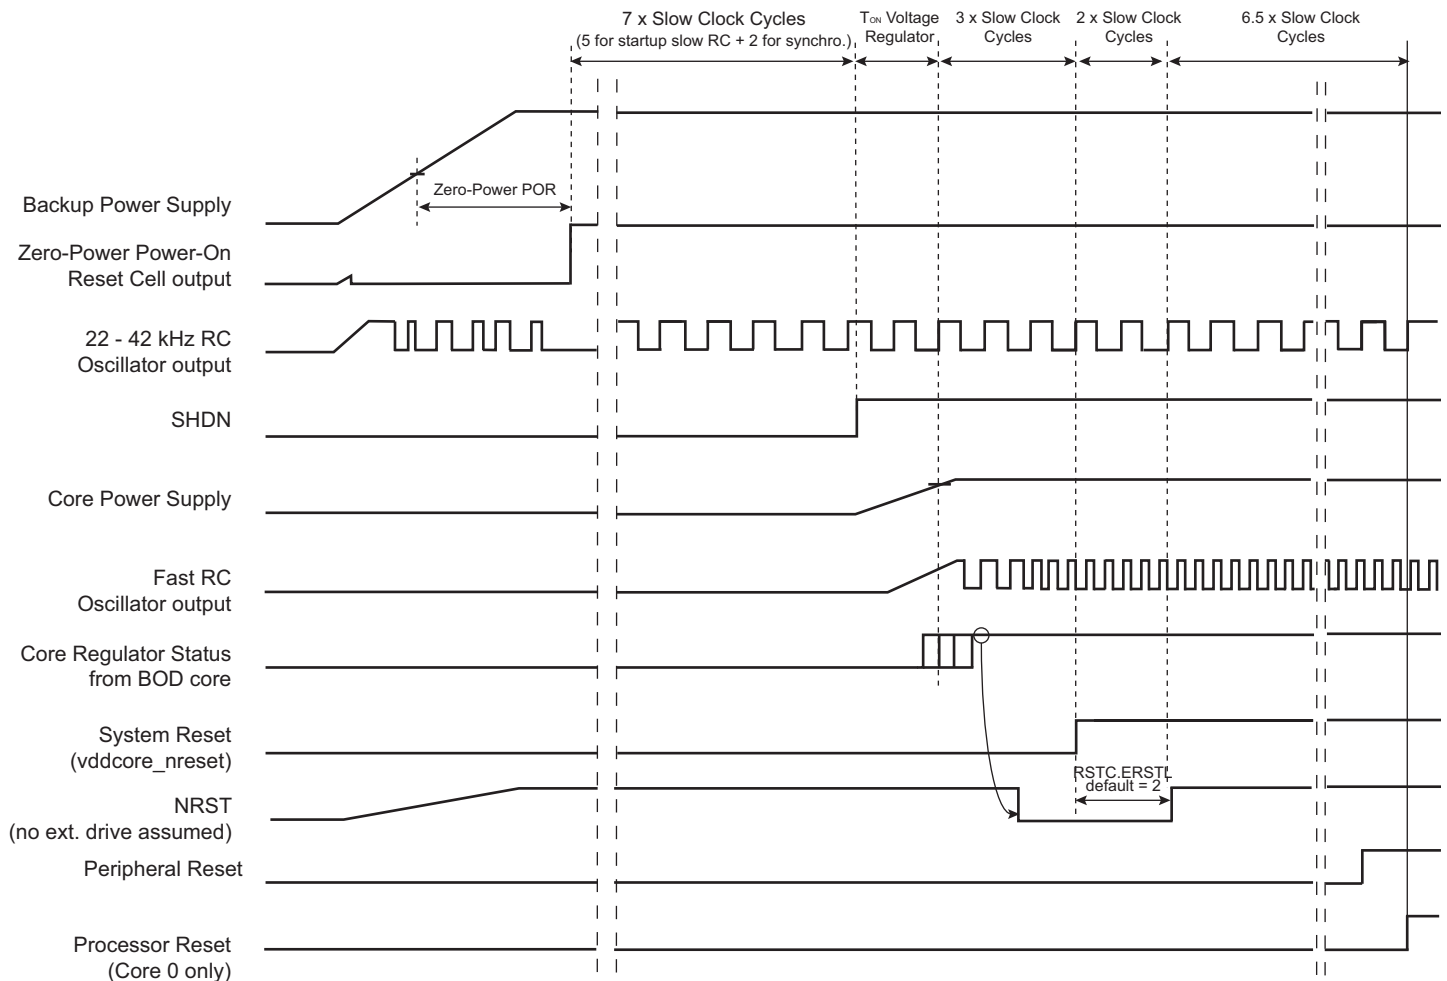 7 x Slow Clock Cycles
(5 for startup slow RC + 2 for synchro.)
TON Voltage
Regulator
3 x Slow Clock
Cycles
2 x Slow Clock
Cycles
6.5 x Slow Clock
Cycles
Zero-Power POR
Backup Power Supply
Zero-Power Power-On
Reset Cell output
22 - 42 kHz RC
Oscillator output
SHDN
Core Power Supply
Fast RC
Oscillator output
Core Regulator Status
from BOD core
System Reset
(vddcore_nreset)
RSTC.ERSTL
default = 2
NRST
(no ext. drive assumed)
Peripheral Reset
Processor Reset
(Core 0 only)